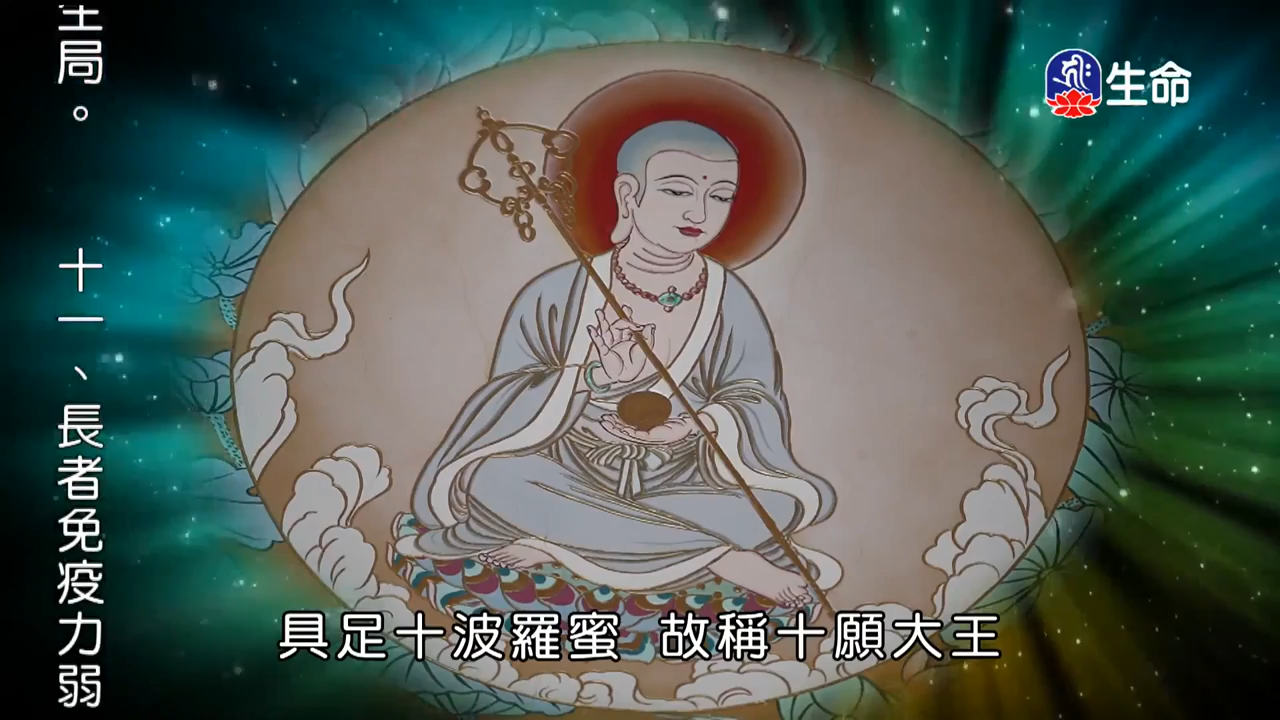 生局。 十一、長者免疫力弱
生命
具足十波羅蜜 故稱十願大王